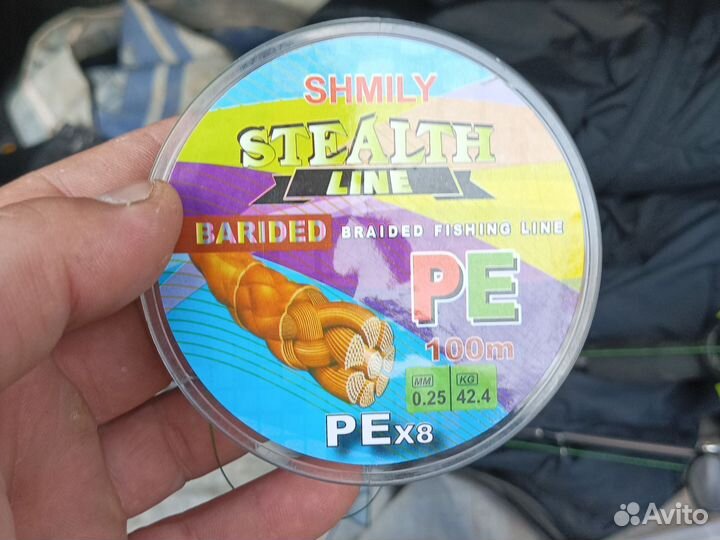 SHMILY
STEALTH
LINE
BARIDED BRAIDED FISHING LINE
PE
100m
MM KG
0.25 42.4
PEx8
Avito